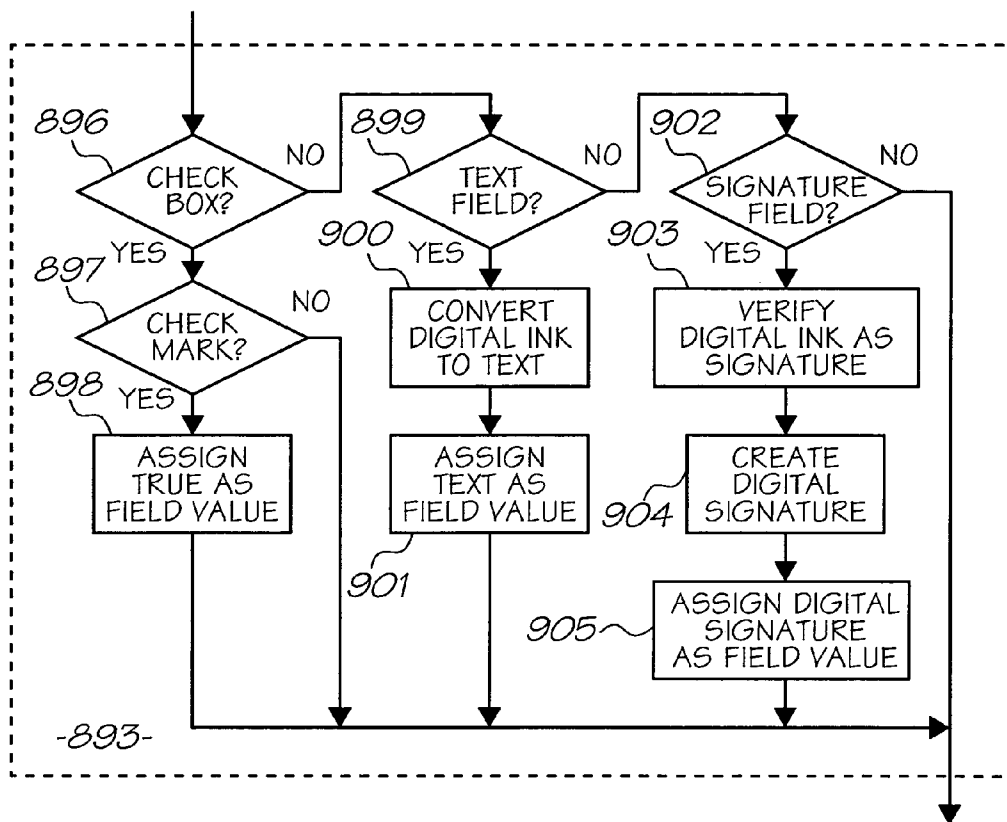 896
CHECK
BOX?
NO
YES
897
CHECK
MARK?
NO
YES
898
ASSIGN
TRUE AS
FIELD VALUE
899
TEXT
FIELD?
NO
YES
900
CONVERT
DIGITAL INK
TO TEXT
ASSIGN
TEXT AS
FIELD VALUE
901
902
SIGNATURE
FIELD?
NO
YES
903
VERIFY
DIGITAL INK AS
SIGNATURE
CREATE
DIGITAL
SIGNATURE
904
ASSIGN DIGITAL
SIGNATURE
AS FIELD VALUE
905
-893-